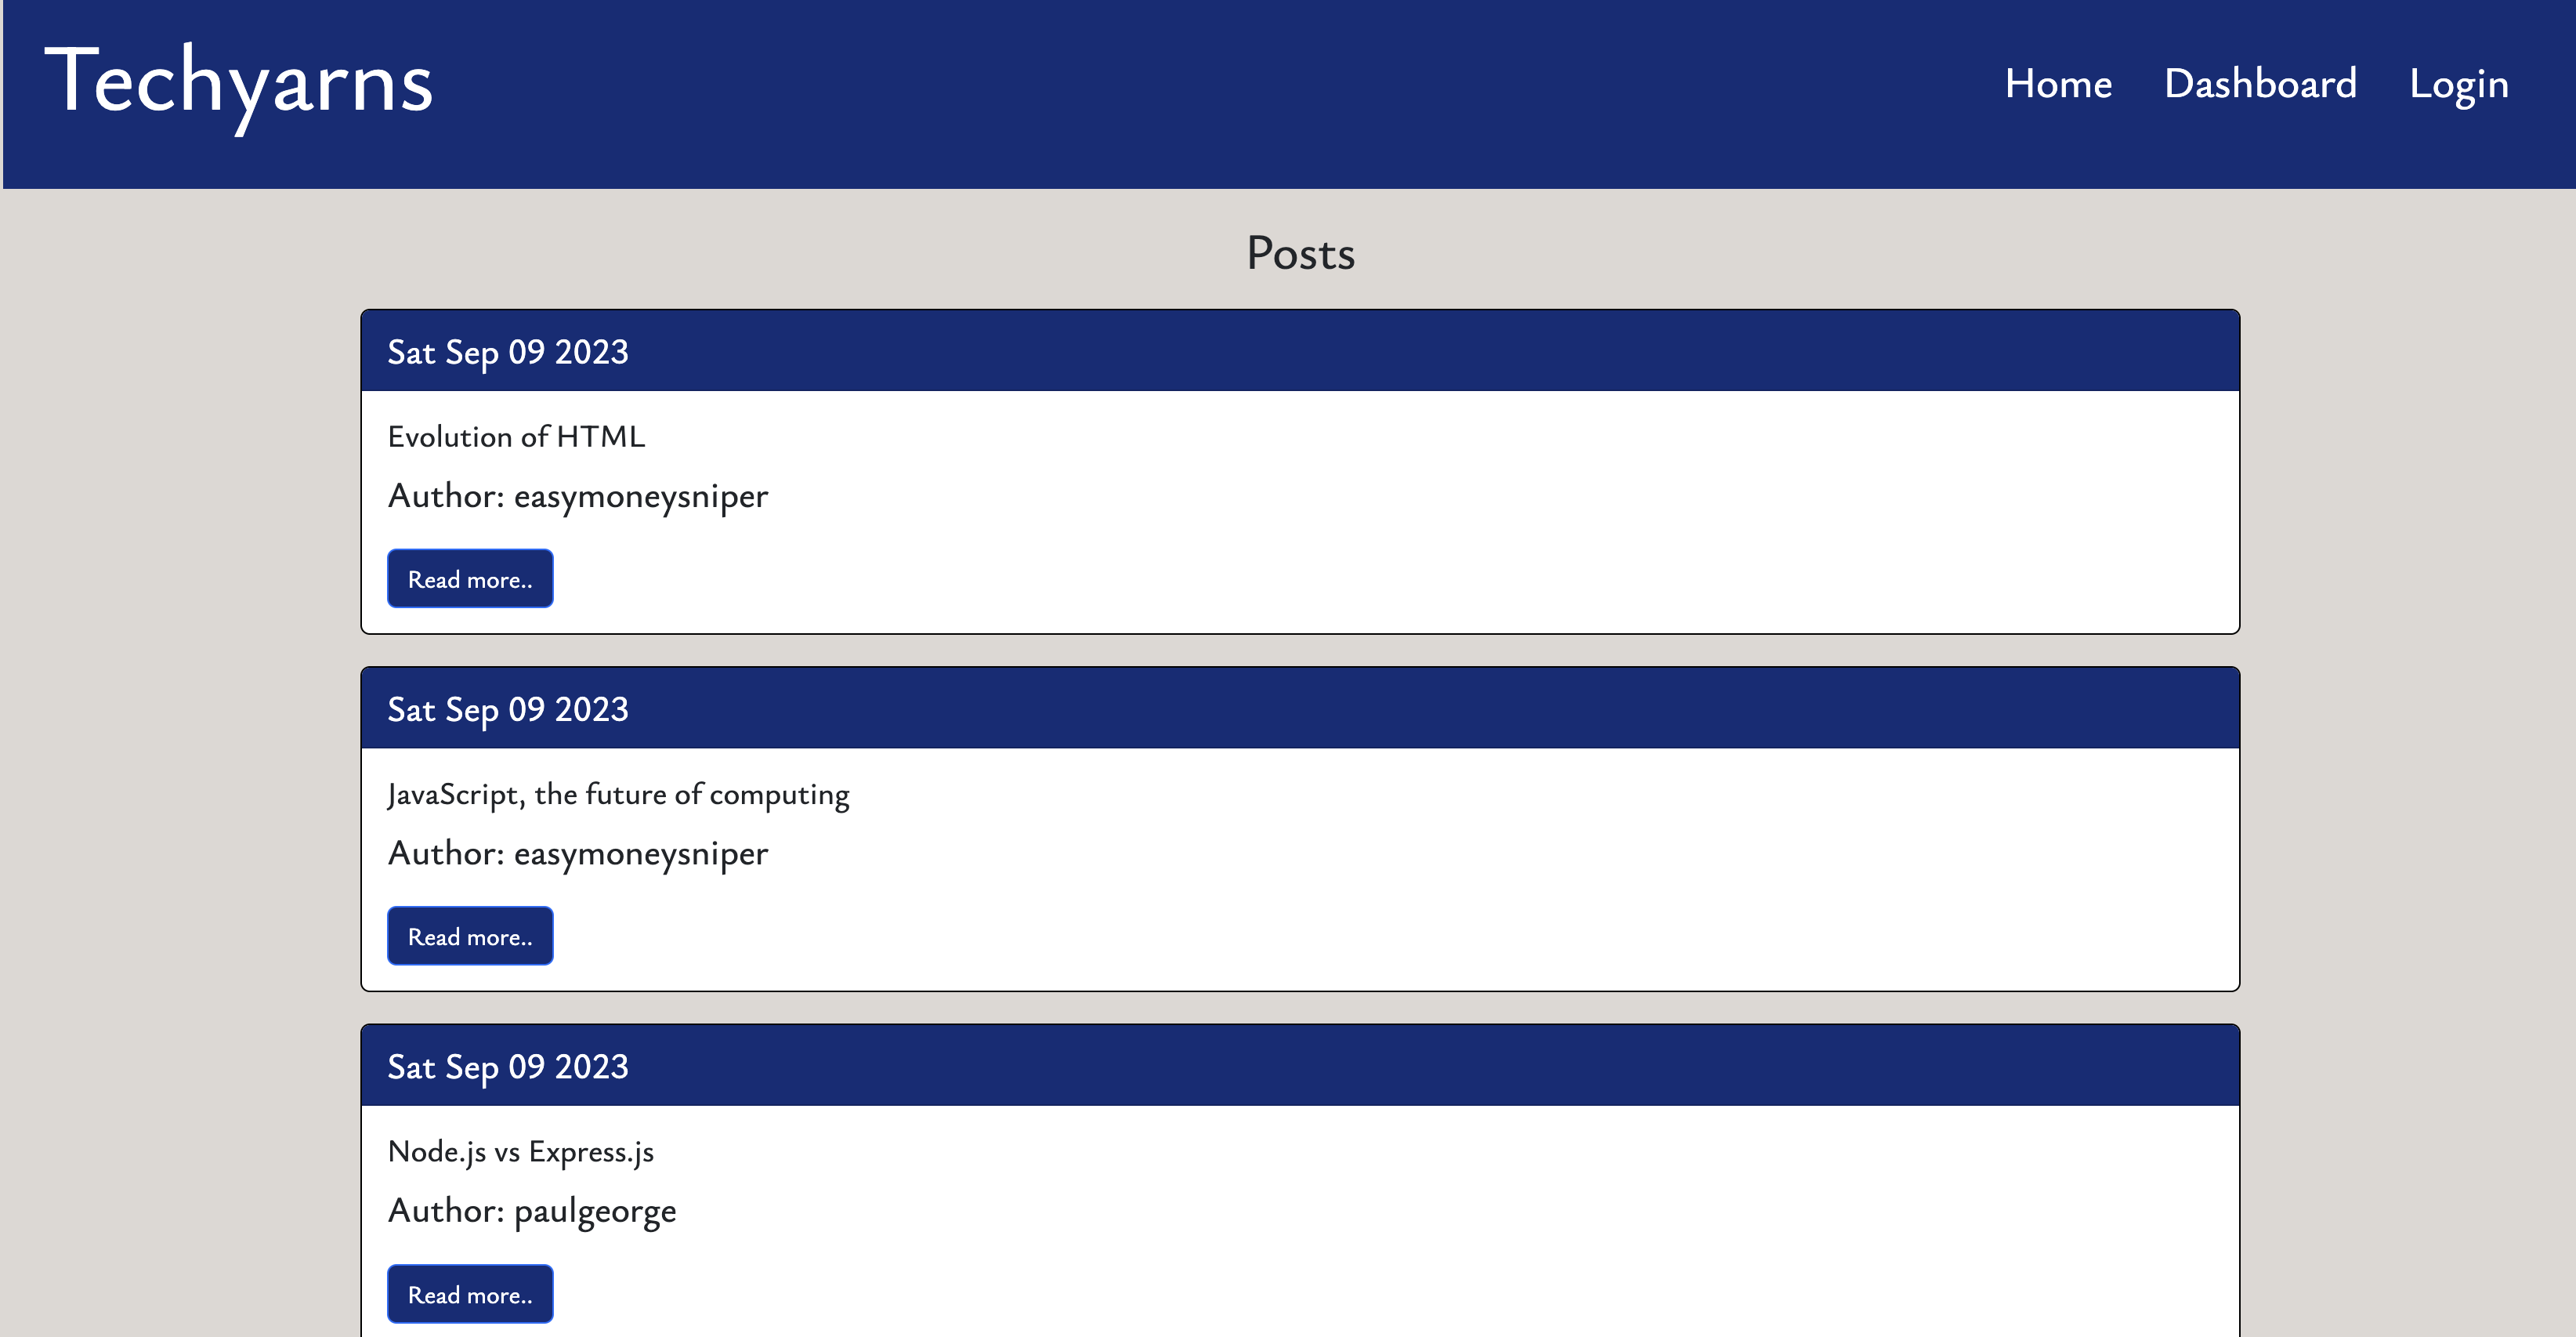 Techyarns
Home Dashboard Login
Posts
Sat Sep 09 2023
Evolution of HTML
Author: easymoneysniper
Read more..
Sat Sep 09 2023
JavaScript, the future of computing
Author: easymoneysniper
Read more..
Sat Sep 09 2023
Node.js vs Express.js
Author: paulgeorge
Read more..